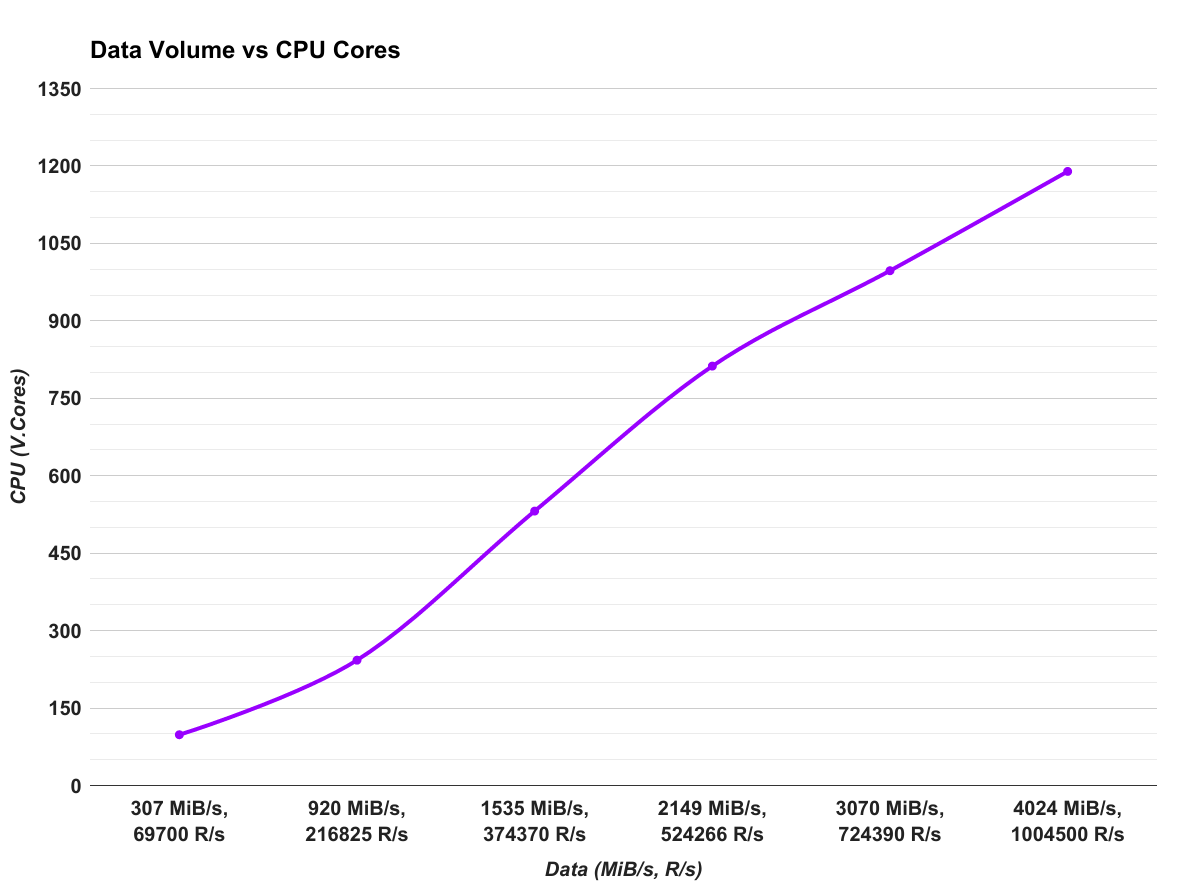 Data Volume vs CPU Cores
1350
1200
1050
900
750
600
450
300
150
0
CPU (V.Cores)
307 MiB/s, 920 MiB/s, 1535 MiB/s, 2149 MiB/s, 3070 MiB/s, 4024 MiB/s,
69700 R/s 216825 R/s 374370 R/s 524266 R/s 724390 R/s 1004500 R/s
Data (MiB/s, R/s)